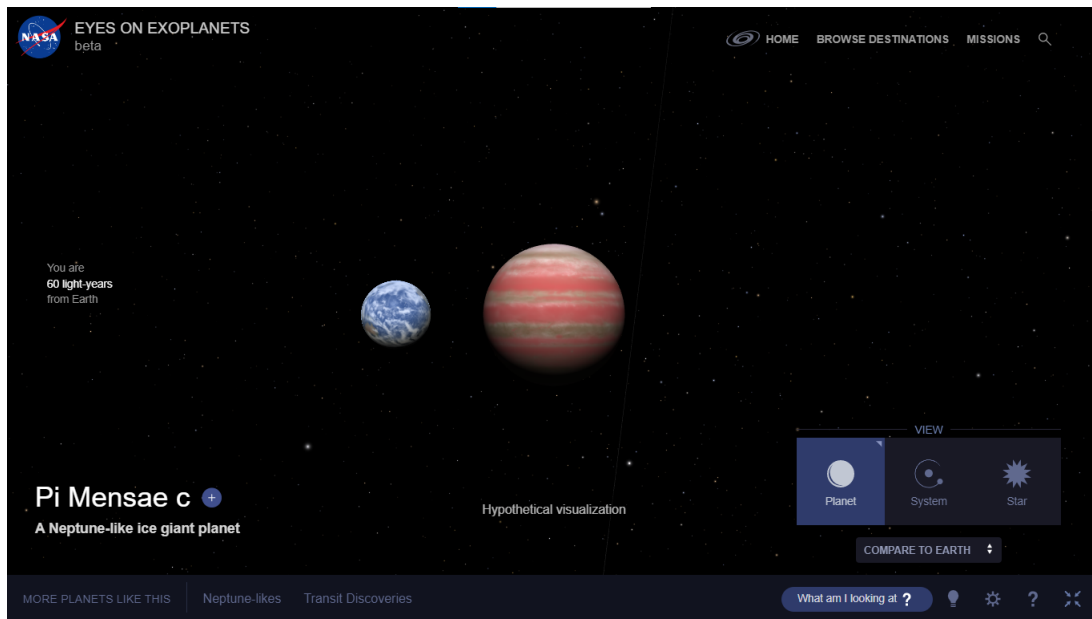 NASA
EYES ON EXOPLANETS
beta
HOME BROWSE DESTINATIONS MISSIONS
You are
60 light-years
from Earth
VIEW
Planet System Star
Pi Mensae c +
A Neptune-like ice giant planet
Hypothetical visualization
COMPARE TO EARTH
MORE PLANETS LIKE THIS Neptune-likes Transit Discoveries
What am I looking at ? ?